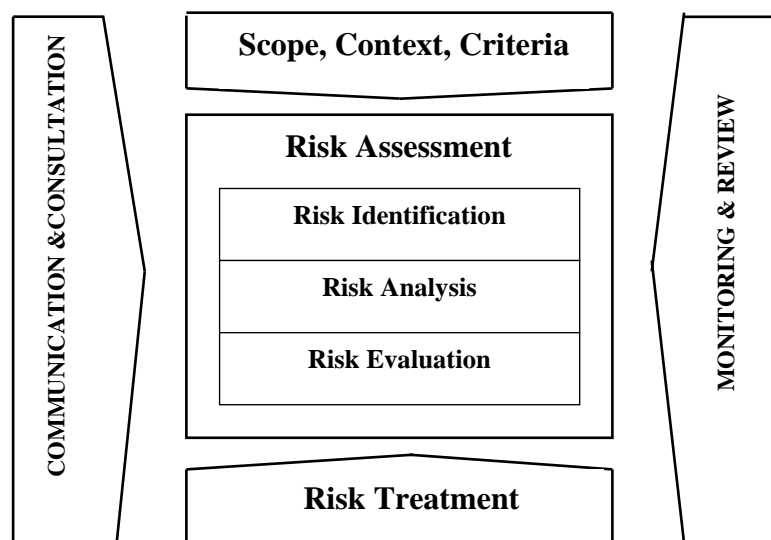 Scope, Context, Criteria
COMMUNICATION &CONSULTATION
Risk Assessment
Risk Identification
Risk Analysis
Risk Evaluation
MONITORING & REVIEW
Risk Treatment